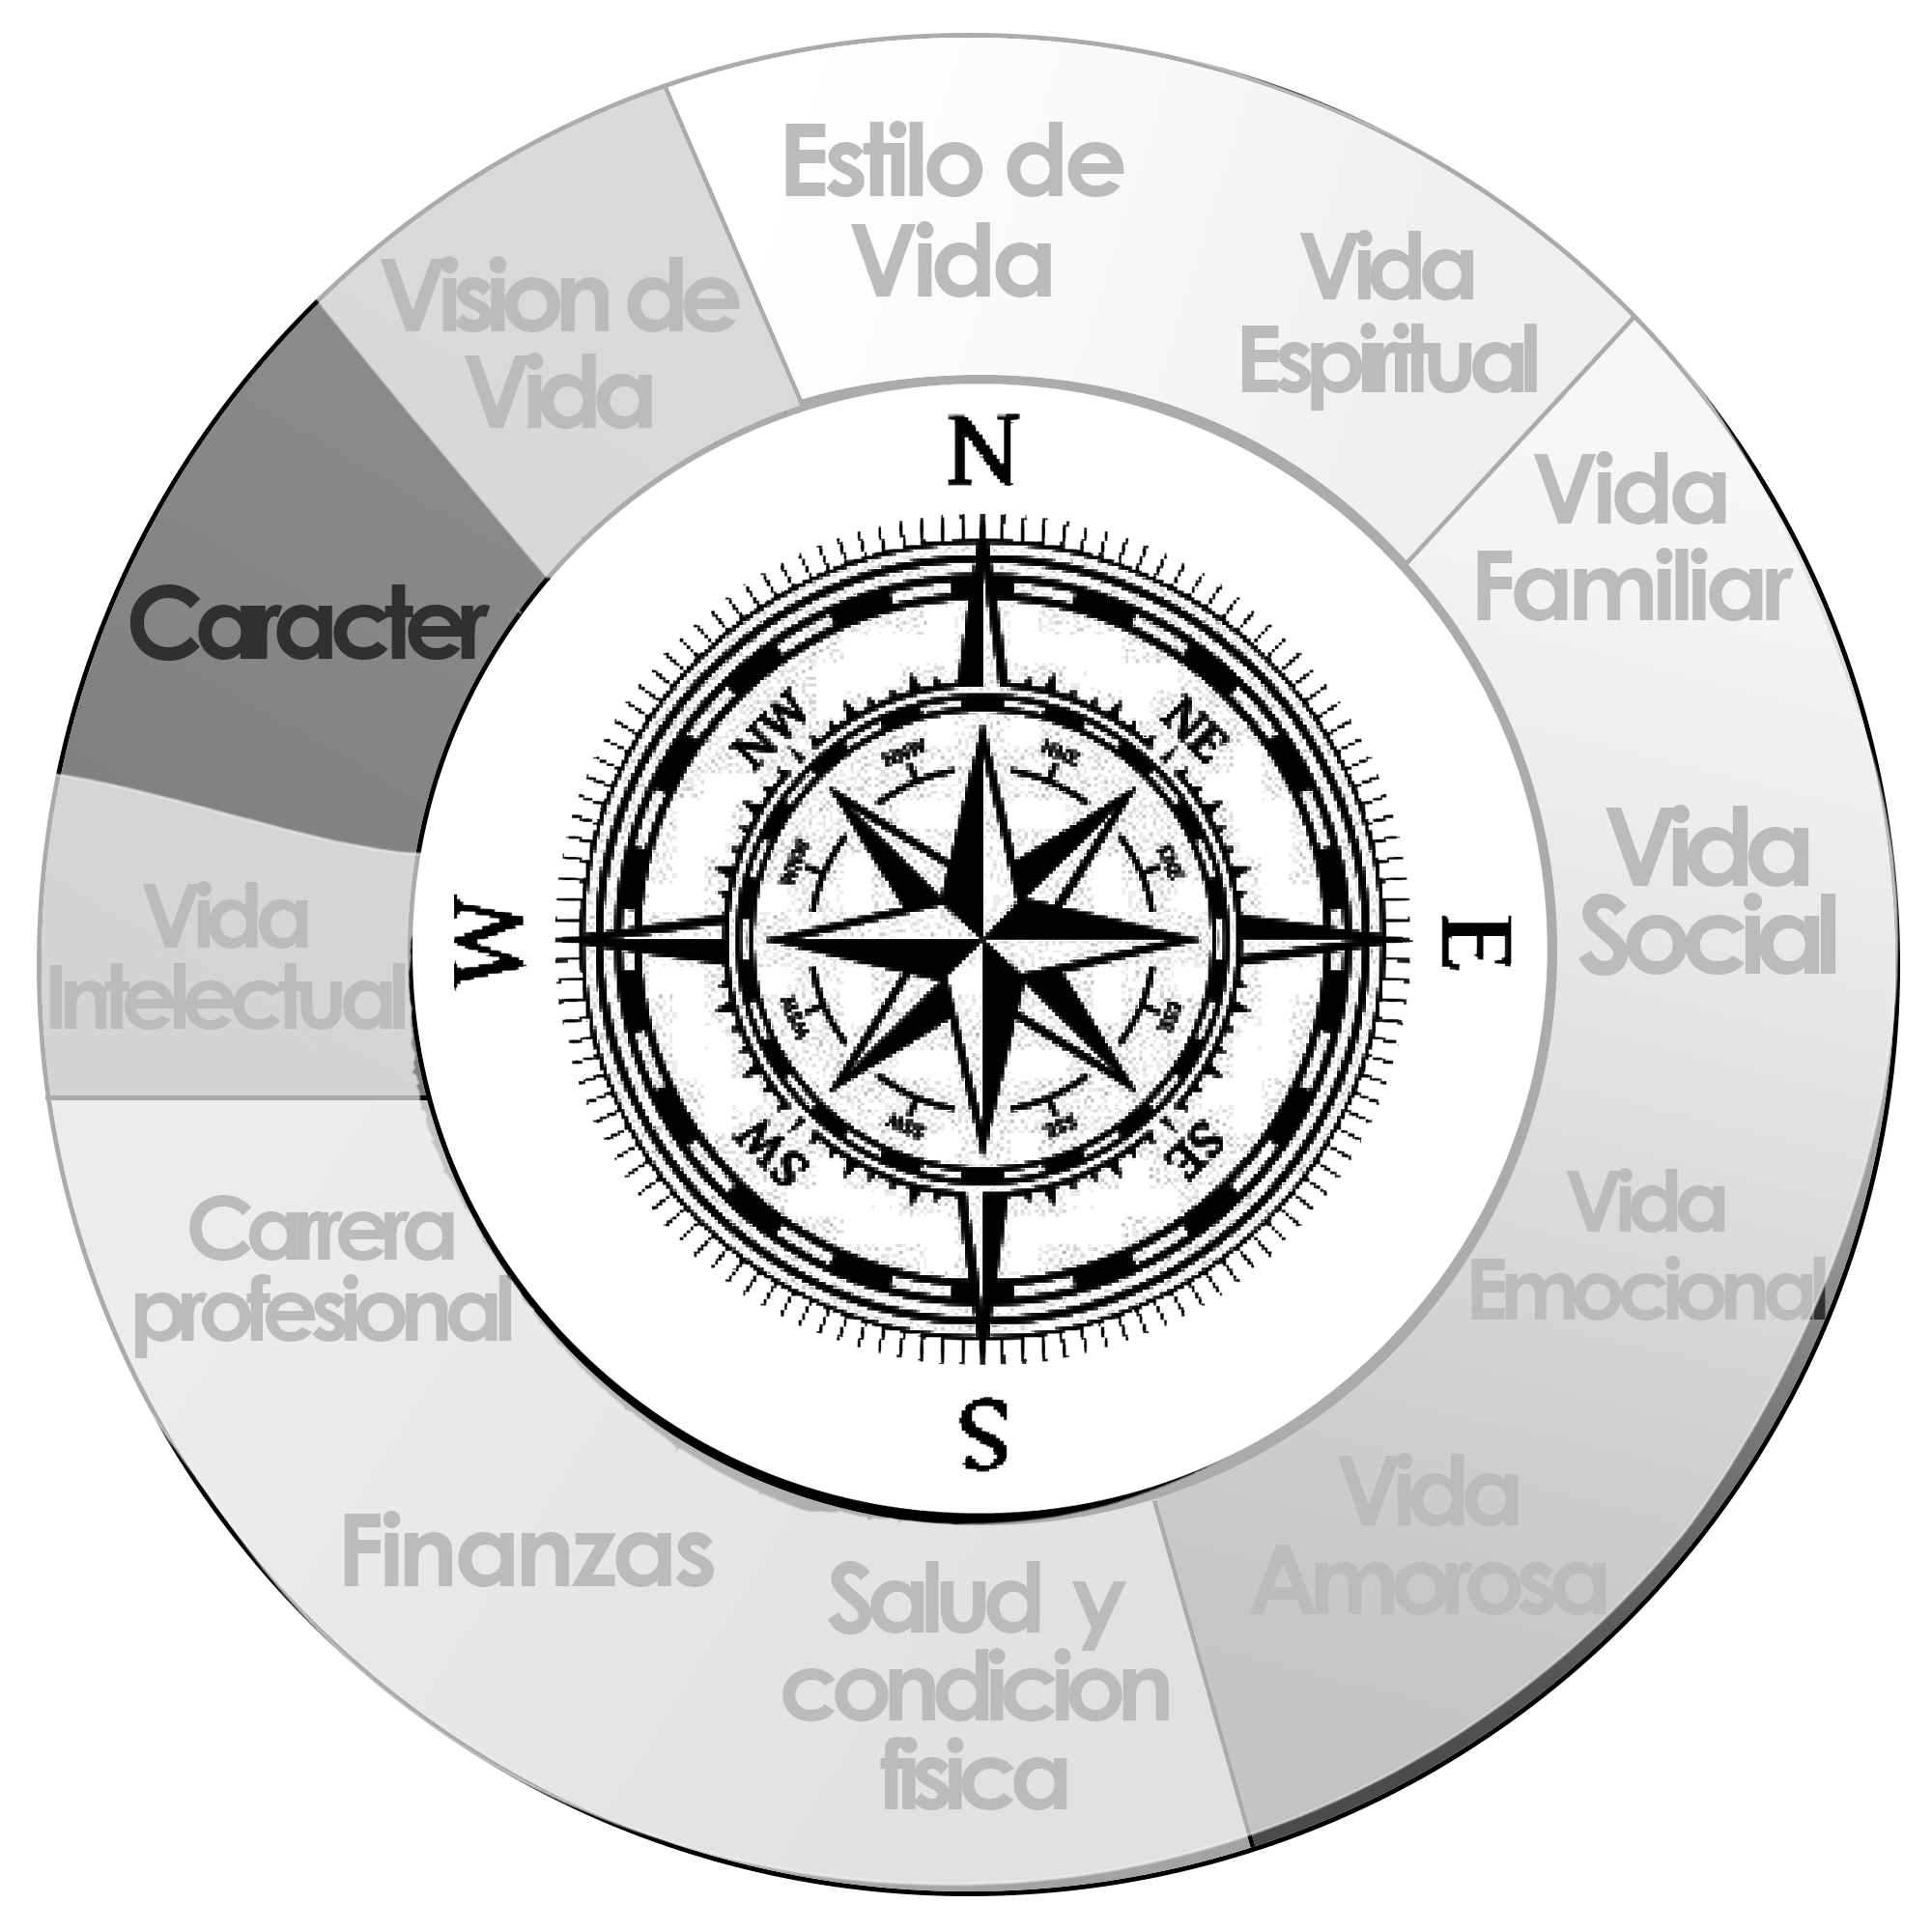 Estilo de
Vida
Vida
Espiritual
Vida
Familiar
Vida
Social
Vida
Emocional
Vida
Amorosa
Salud y
condicion
fisica
Finanzas
Carrera
profesional
Vida
Intelectual
Caracter
Vision de
Vida
N
NE
E
SE
S
SW
W
NW